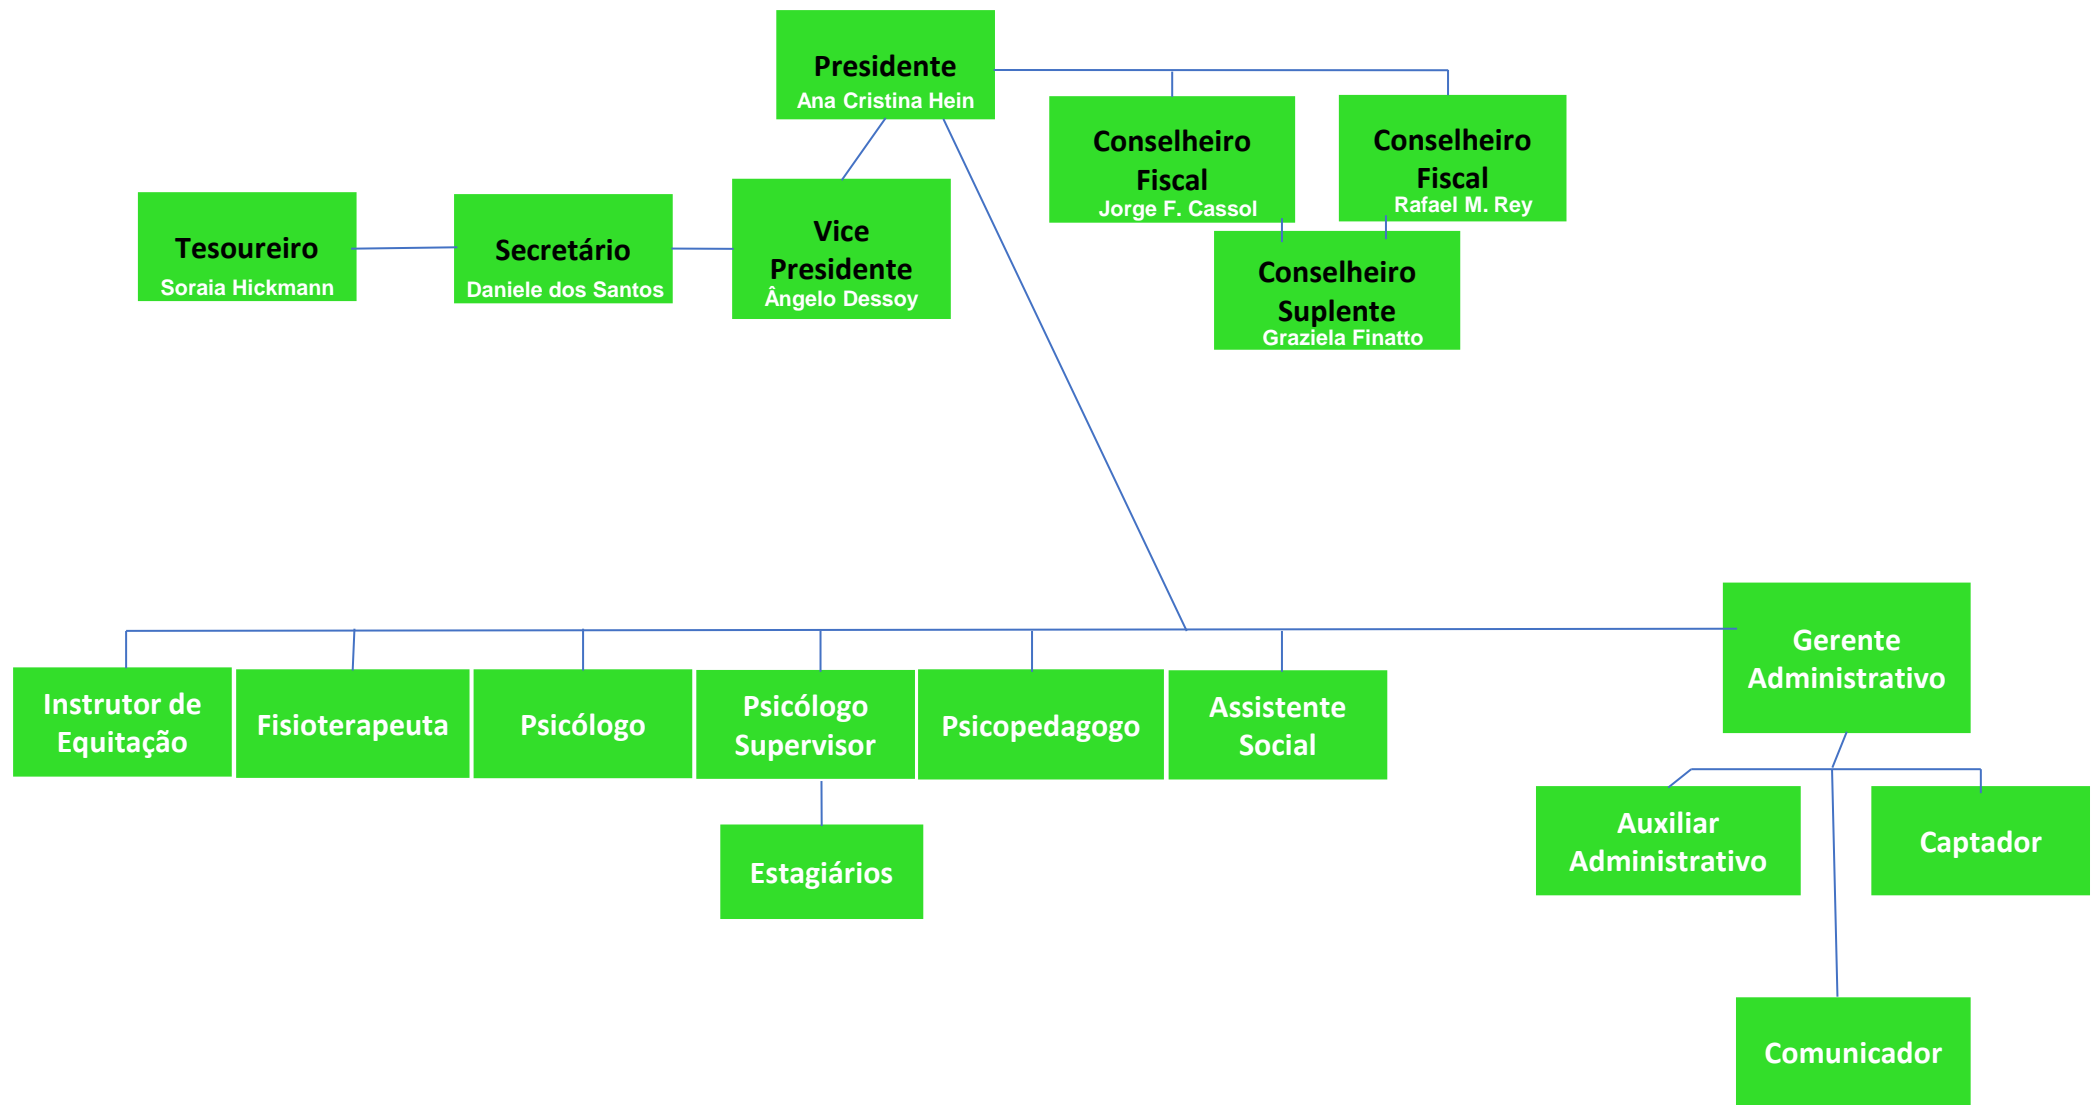 Presidente
Ana Cristina Hein
Conselheiro
Fiscal
Jorge F. Cassol
Conselheiro
Fiscal
Rafael M. Rey
Tesoureiro
Soraia Hickmann
Secretário
Daniele dos Santos
Vice
Presidente
Ângelo Dessoy
Conselheiro
Suplente
Graziela Finatto
Instrutor de
Equitação
Fisioterapeuta
Psicólogo
Psicólogo
Supervisor
Psicopedagogo
Assistente
Social
Gerente
Administrativo
Estagiários
Auxiliar
Administrativo
Captador
Comunicador